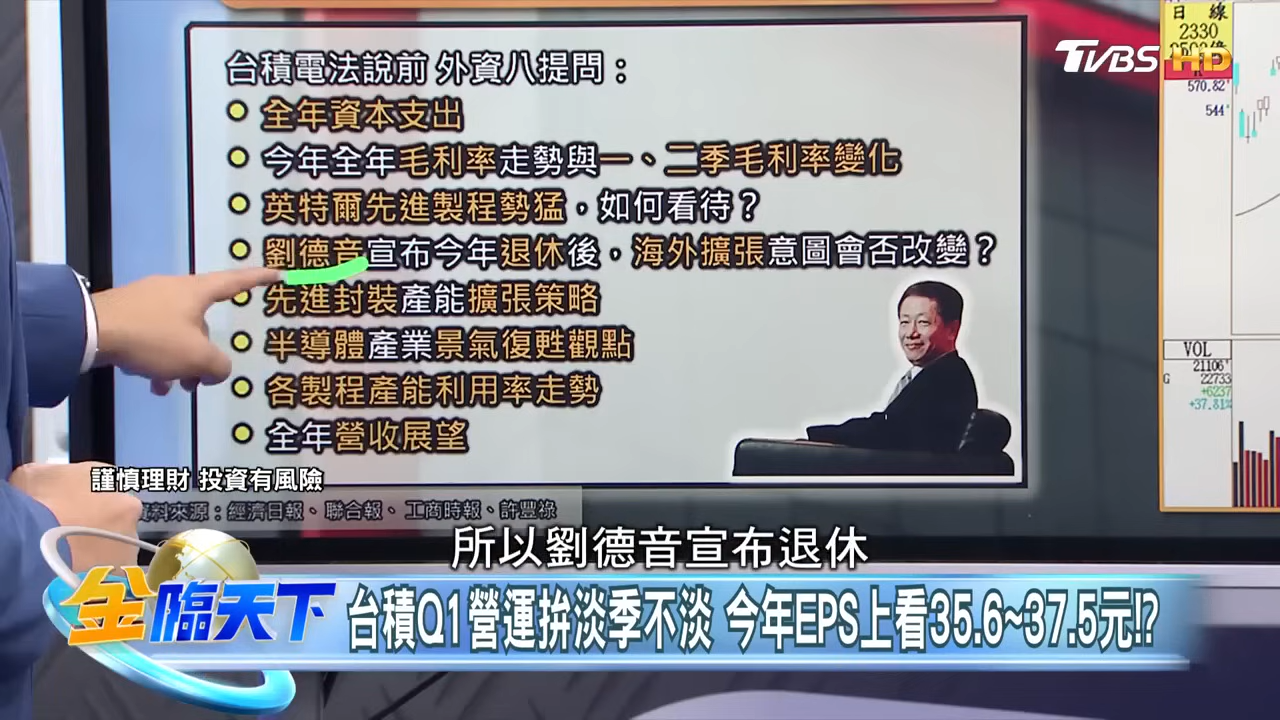 台積電法說前 外資八提問：
全年資本支出
今年全年毛利率走勢與一、二季毛利率變化
英特爾先進製程勢猛，如何看待？
劉德音宣布今年退休後，海外擴張意圖會否改變？
先進封裝產能擴張策略
半導體產業景氣復甦觀點
各製程產能利用率走勢
全年營收展望
日 線
2330
570.82
544
TVBS HD
VOL
21106
G 22733
+6237
+37.81%
謹慎理財 投資有風險
資料來源：經濟日報、聯合報、工商時報、許豐祿
所以劉德音宣布退休
金臨天下
台積Q1營運拚淡季不淡 今年EPS上看35.6~37.5元!?